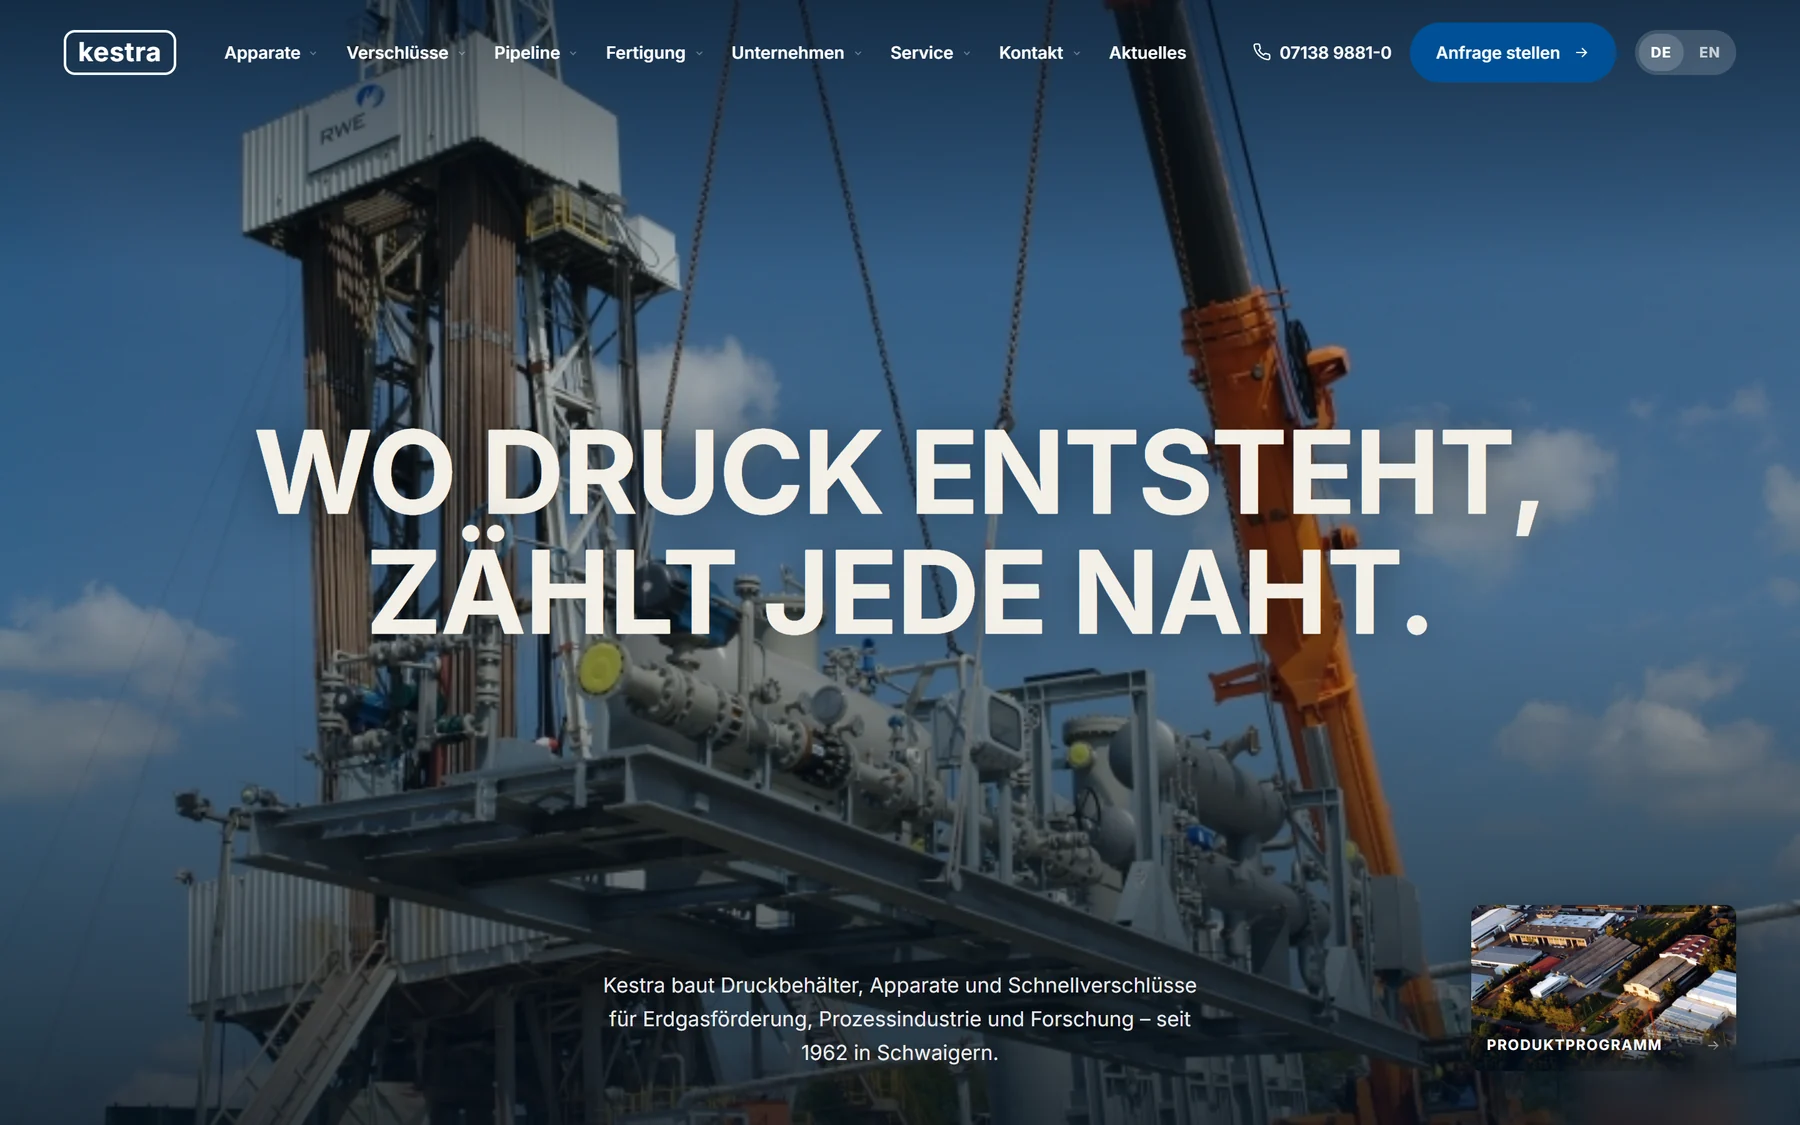 kestra
Apparate
Verschlüsse
Pipeline
Fertigung
Unternehmen
Service
Kontakt
Aktuelles
07138 9881-0
Anfrage stellen
DE
EN
RWE
WO DRUCK ENTSTEHT,
ZÄHLT JEDE NAHT.
Kestra baut Druckbehälter, Apparate und Schnellverschlüsse
für Erdgasförderung, Prozessindustrie und Forschung – seit
1962 in Schwaigern.
PRODUKTPROGRAMM